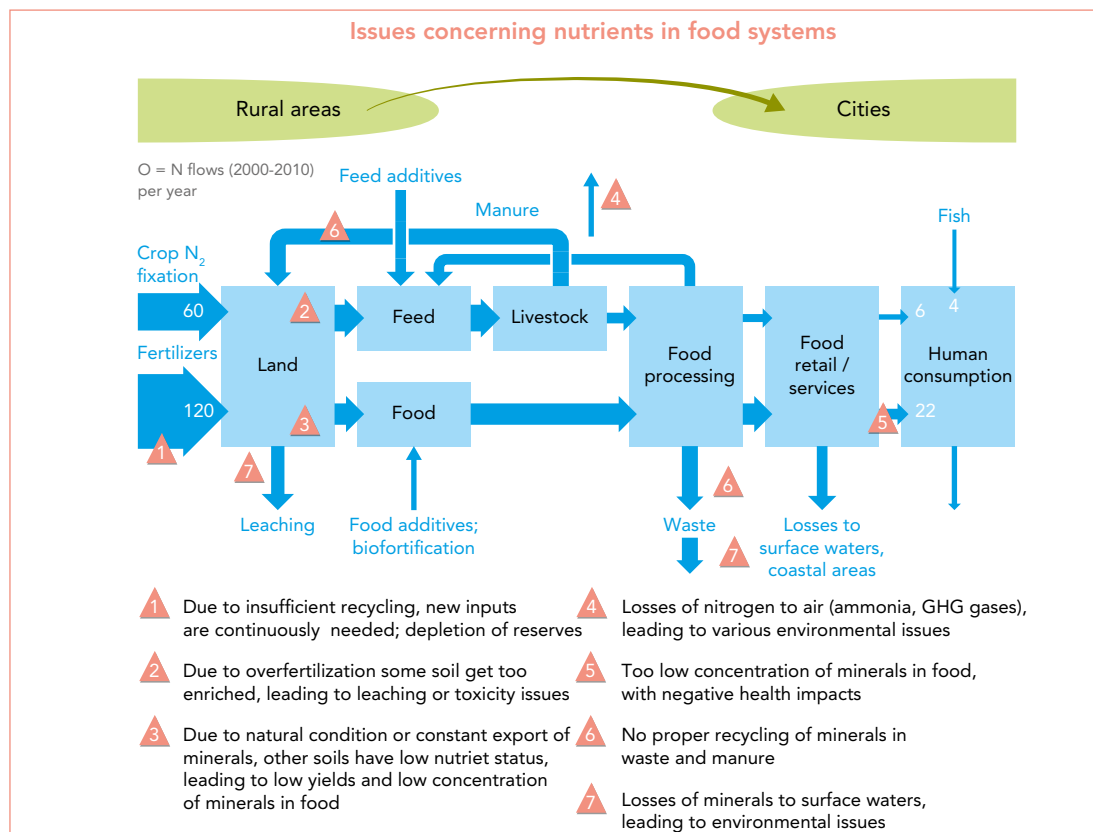 Issues concerning nutrients in food systems
Rural areas
Cities
O = N flows (2000-2010)
per year
Feed additives
4
Manure
Fish
6
Crop N₂
fixation
60
2
Feed
Livestock
6
4
Fertilizers
Land
Food
processing
Food
retail /
services
Human
consumption
120
3
Food
5
22
1
7
6
Leaching
Food additives;
biofortification
Waste
7
Losses to
surface waters,
coastal areas
1
Due to insufficient recycling, new inputs
are continuously needed; depletion of reserves
2
Due to overfertilization some soil get too
enriched, leading to leaching or toxicity issues
3
Due to natural condition or constant export of
minerals, other soils have low nutriet status,
leading to low yields and low concentration
of minerals in food
4
Losses of nitrogen to air (ammonia, GHG gases),
leading to various environmental issues
5
Too low concentration of minerals in food,
with negative health impacts
6
No proper recycling of minerals in
waste and manure
7
Losses of minerals to surface waters,
leading to environmental issues